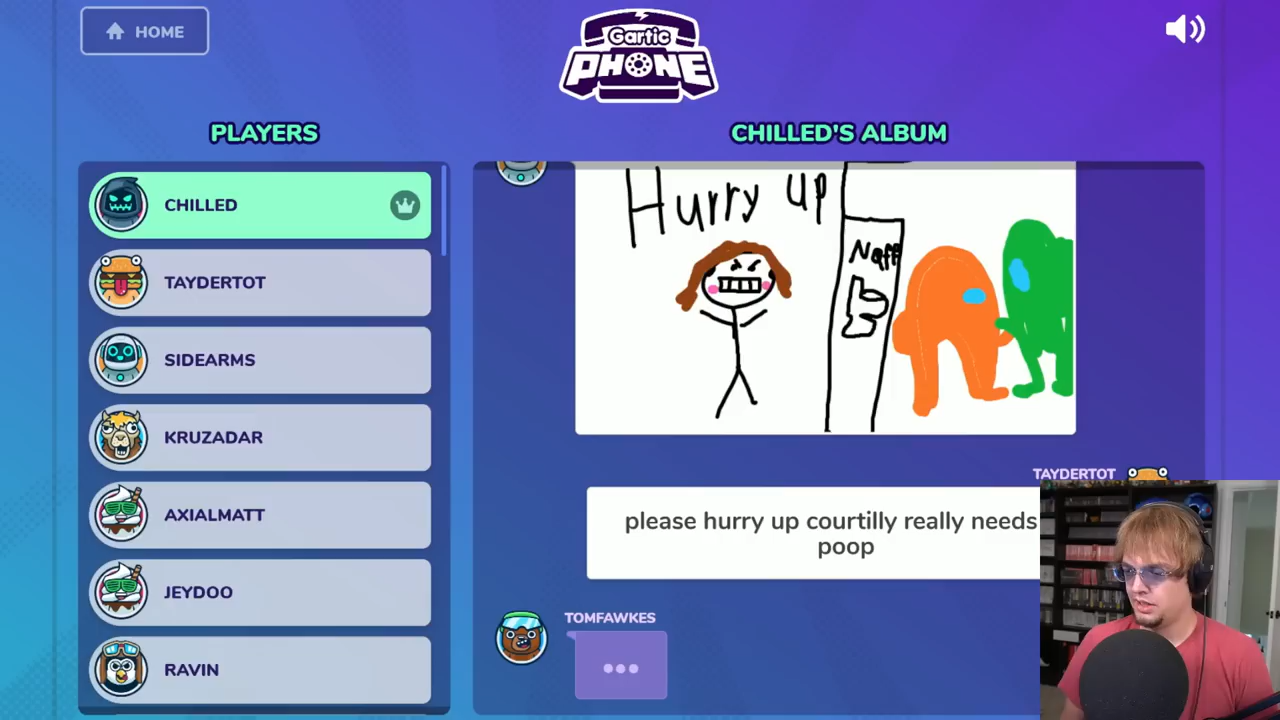 HOME
Gartic
PHONE
PLAYERS
CHILLED'S ALBUM
CHILLED
TAYDERTOT
SIDEARMS
KRUZADAR
AXIALMATT
JEYDOO
RAVIN
Hurry up
Naff
TAYDERTOT
please hurry up courtilly really needs
poop
TOMFAWKES